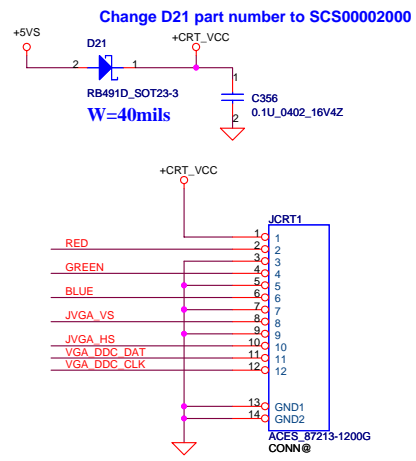 Change D21 part number to SCS00002000
+5VS
D21
+CRT_VCC
2
1
RB491D_SOT23-3
W=40mils
1
C356
0.1U_0402_16V4Z
2
+CRT_VCC
JCRT1
1 1
RED 2 2
3 3
GREEN 4 4
5 5
BLUE 6 6
7 7
JVGA_VS 8 8
9 9
JVGA_HS 10 10
VGA_DDC_DAT 11 11
VGA_DDC_CLK 12 12
13 GND1
14 GND2
ACES_87213-1200G
CONN@